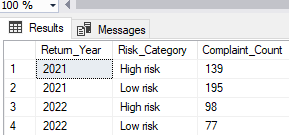 100 %
Results Messages
Return_Year Risk_Category Complaint_Count
1 2021 High risk 139
2 2021 Low risk 195
3 2022 High risk 98
4 2022 Low risk 77